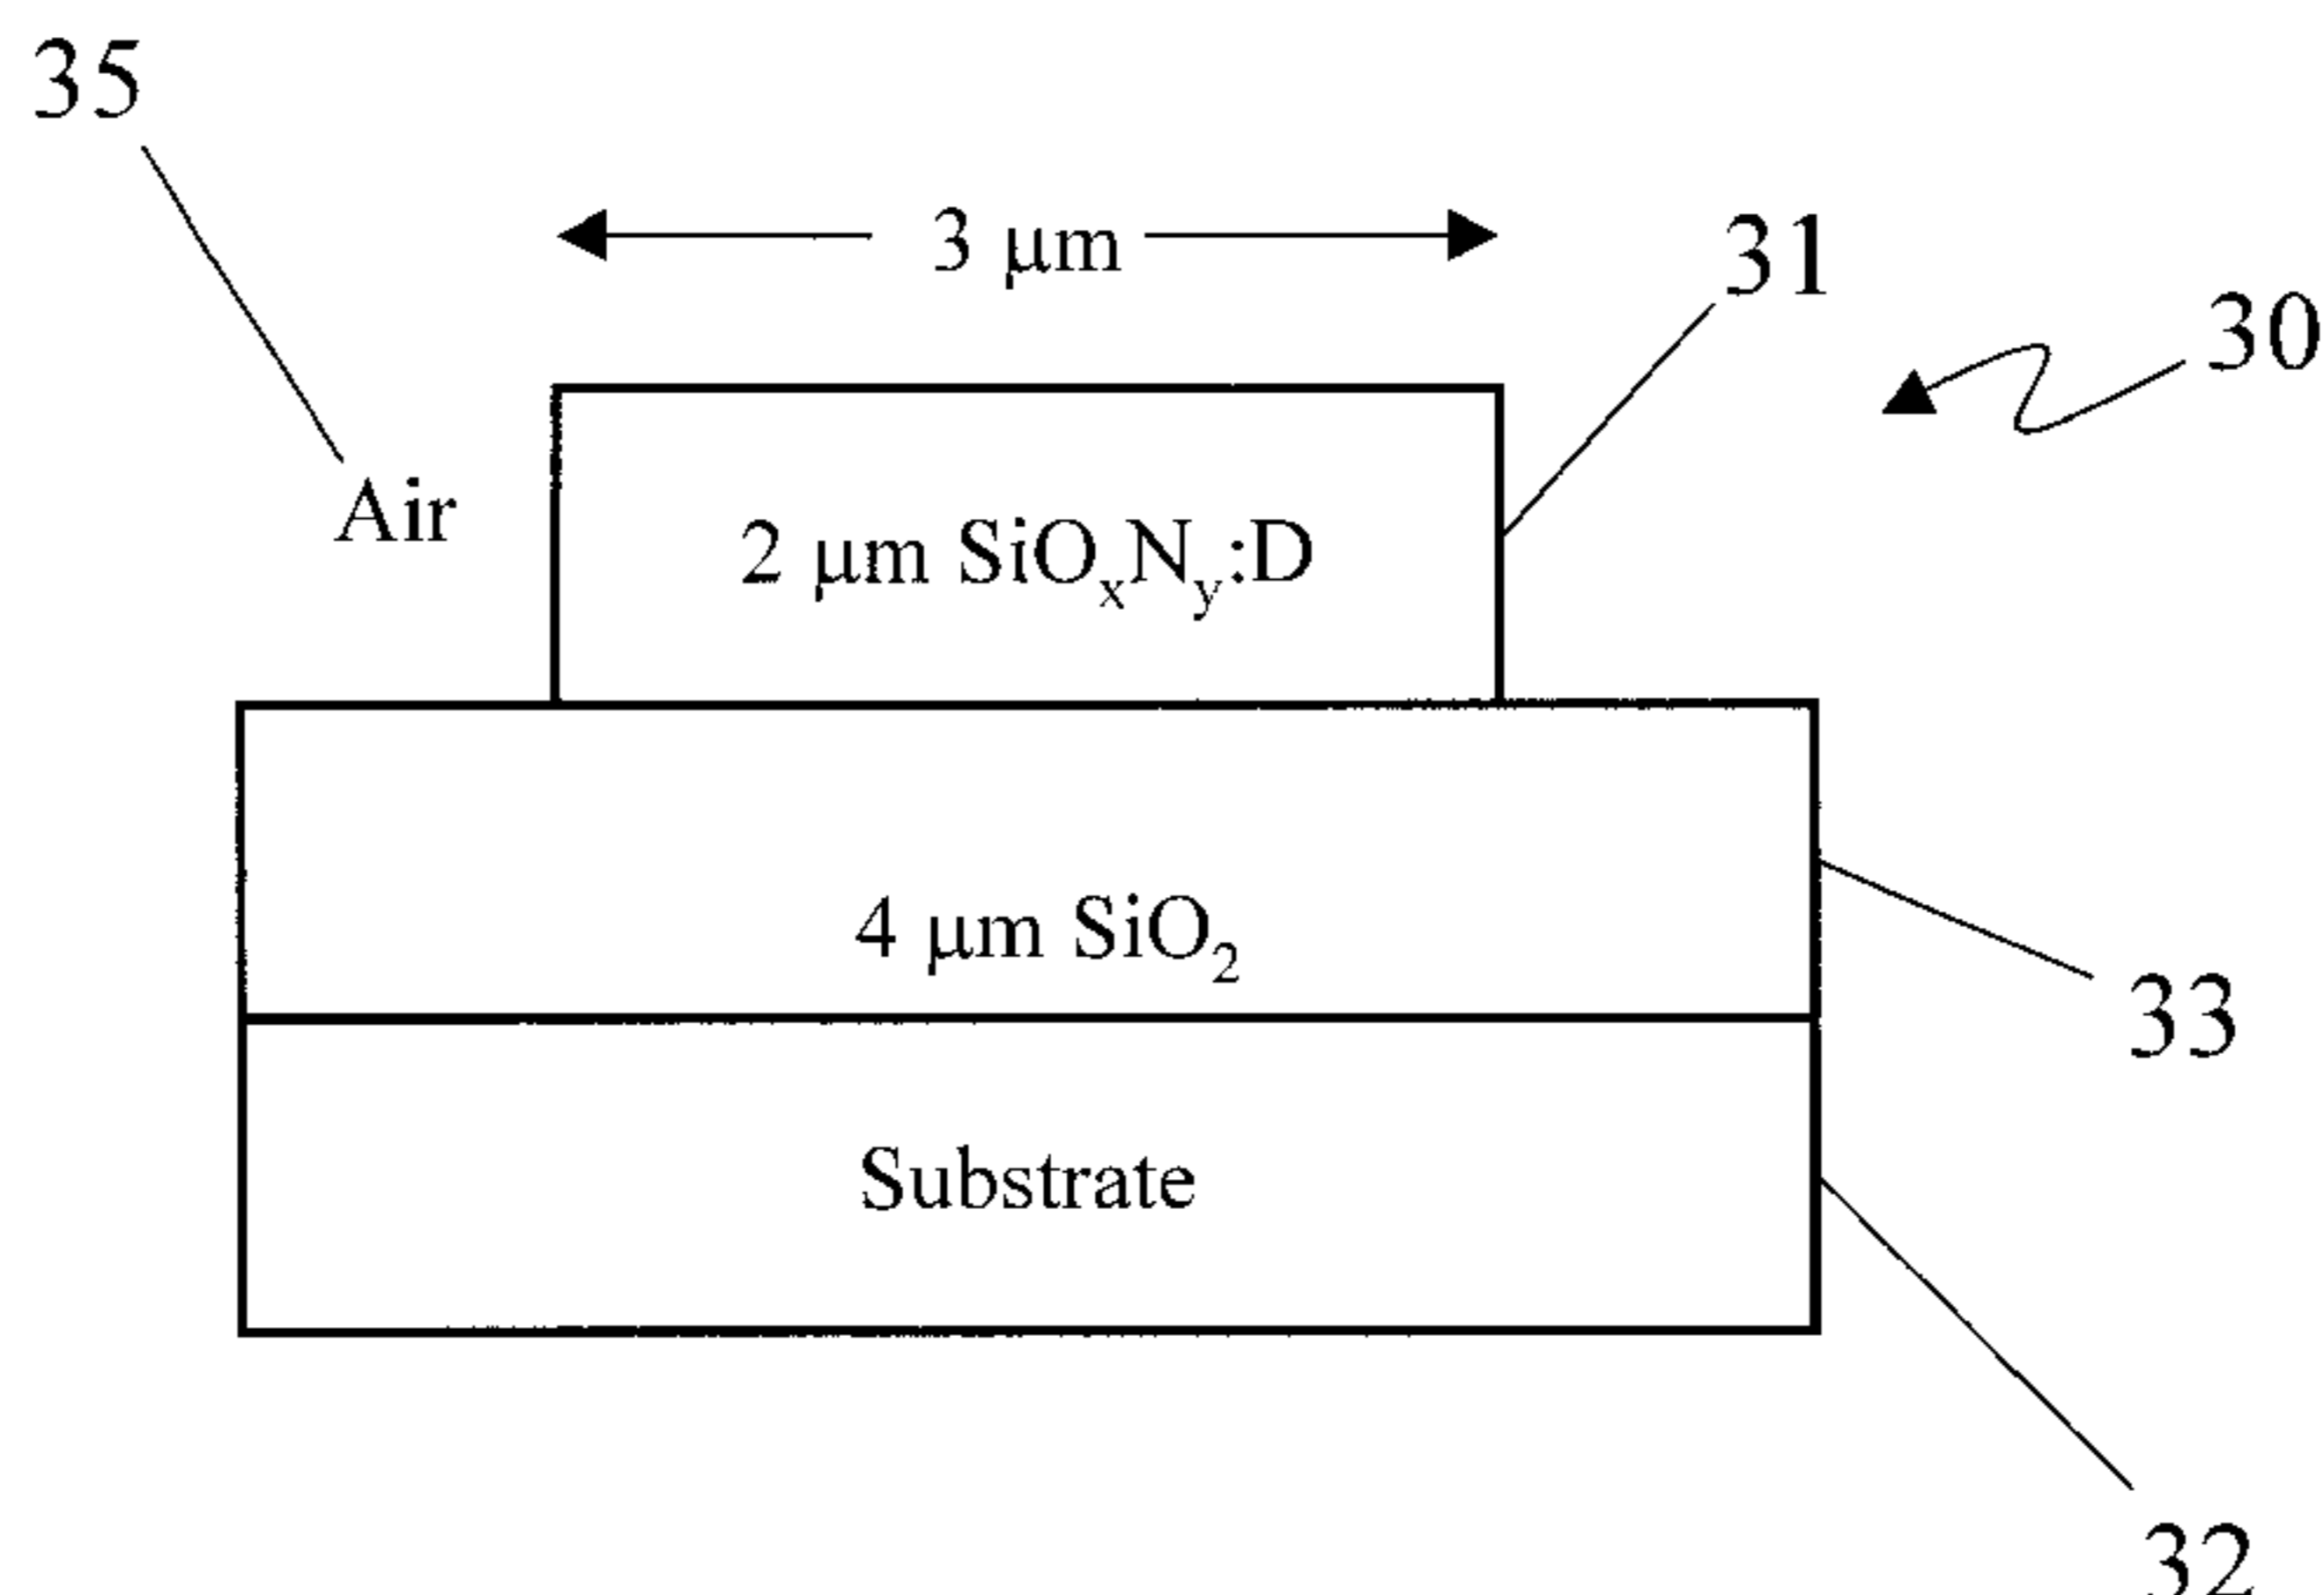 35
3 μm
31
30
Air
2 μm SiOxNy:D
4 μm SiO2
33
Substrate
32